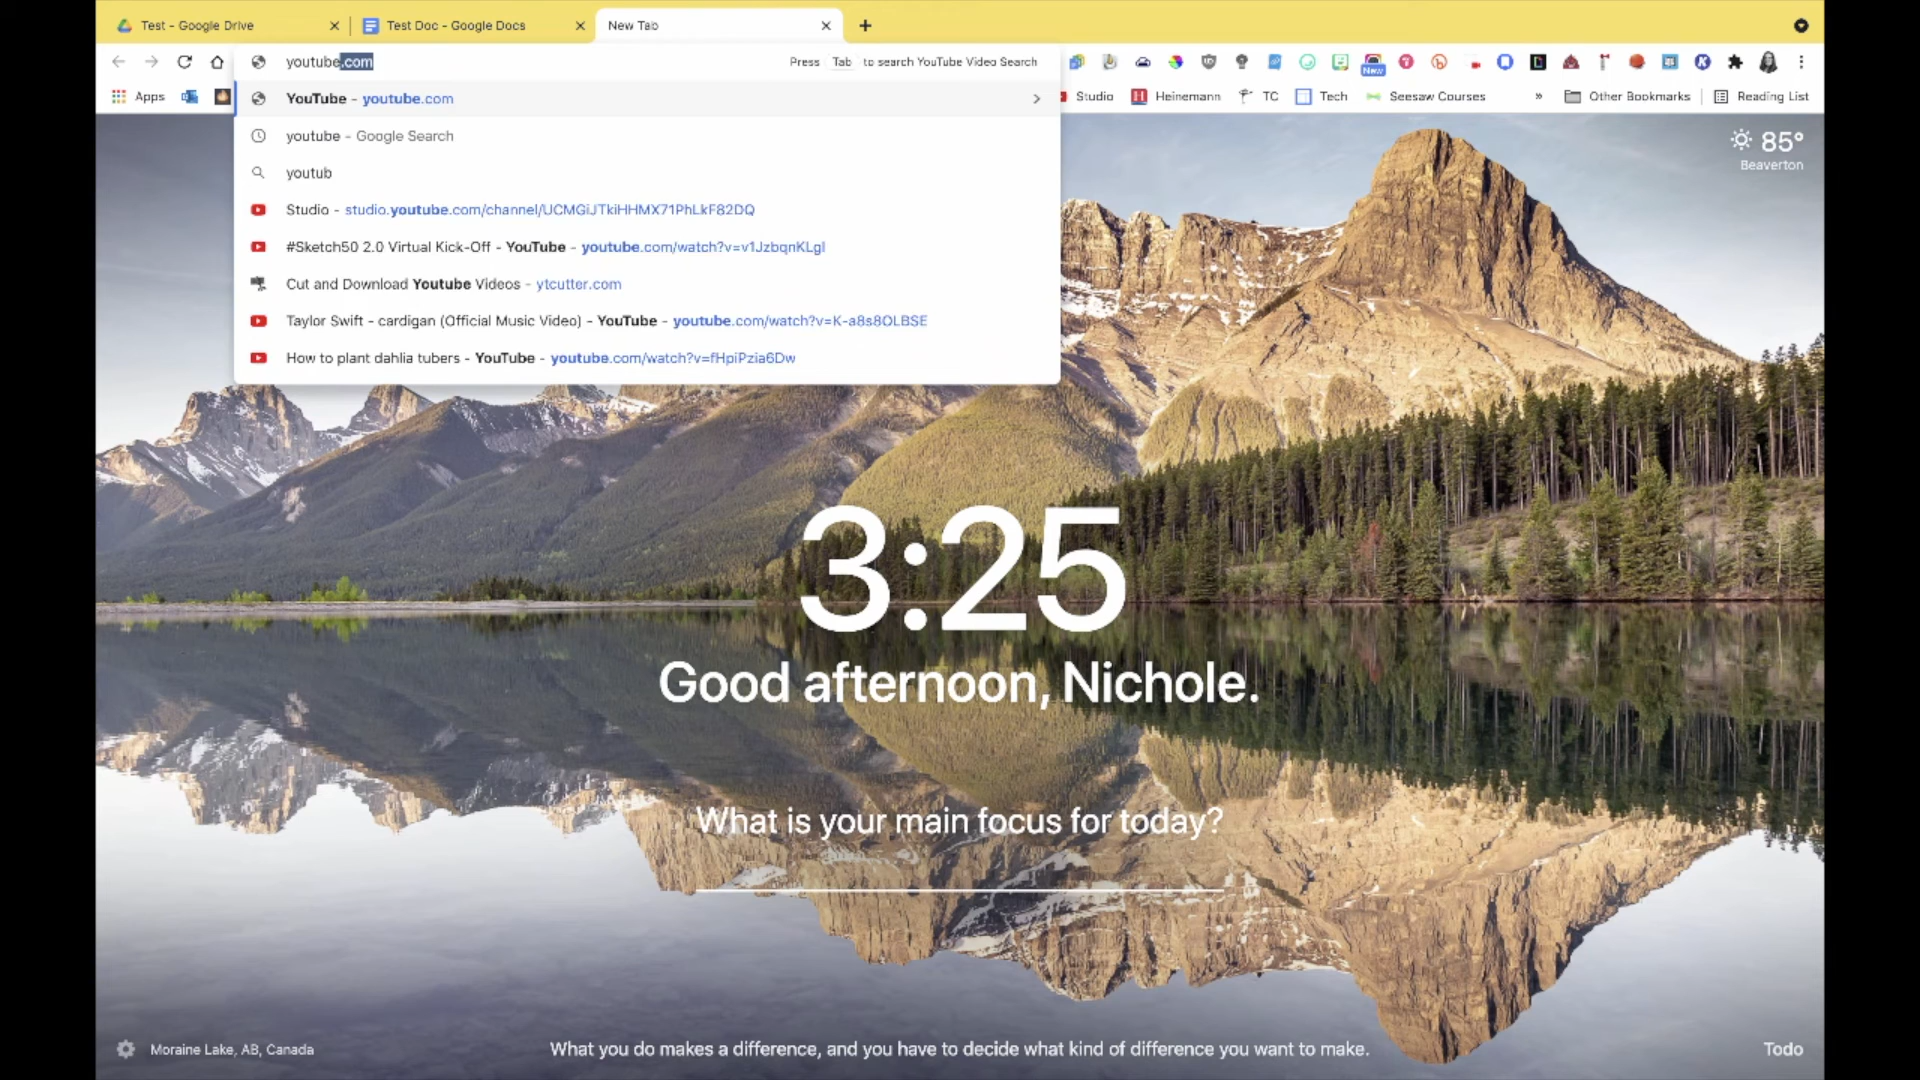 Test - Google Drive
Test Doc - Google Docs
New Tab
youtube.com
Press Tab to search YouTube Video Search
New
Apps
Studio
Heinemann
TC
Tech
Seesaw Courses
»
Other Bookmarks
Reading List
YouTube - youtube.com
youtube - Google Search
youtub
Studio - studio.youtube.com/channel/UCMGiJTkiHHMX71PhLkF82DQ
#Sketch50 2.0 Virtual Kick-Off - YouTube - youtube.com/watch?v=v1JzbqnKLgI
Cut and Download Youtube Videos - ytcutter.com
Taylor Swift - cardigan (Official Music Video) - YouTube - youtube.com/watch?v=K-a8s8OLBSE
How to plant dahlia tubers - YouTube - youtube.com/watch?v=fHpiPzia6Dw
85°
Beaverton
3:25
Good afternoon, Nichole.
What is your main focus for today?
Moraine Lake, AB, Canada
What you do makes a difference, and you have to decide what kind of difference you want to make.
Todo